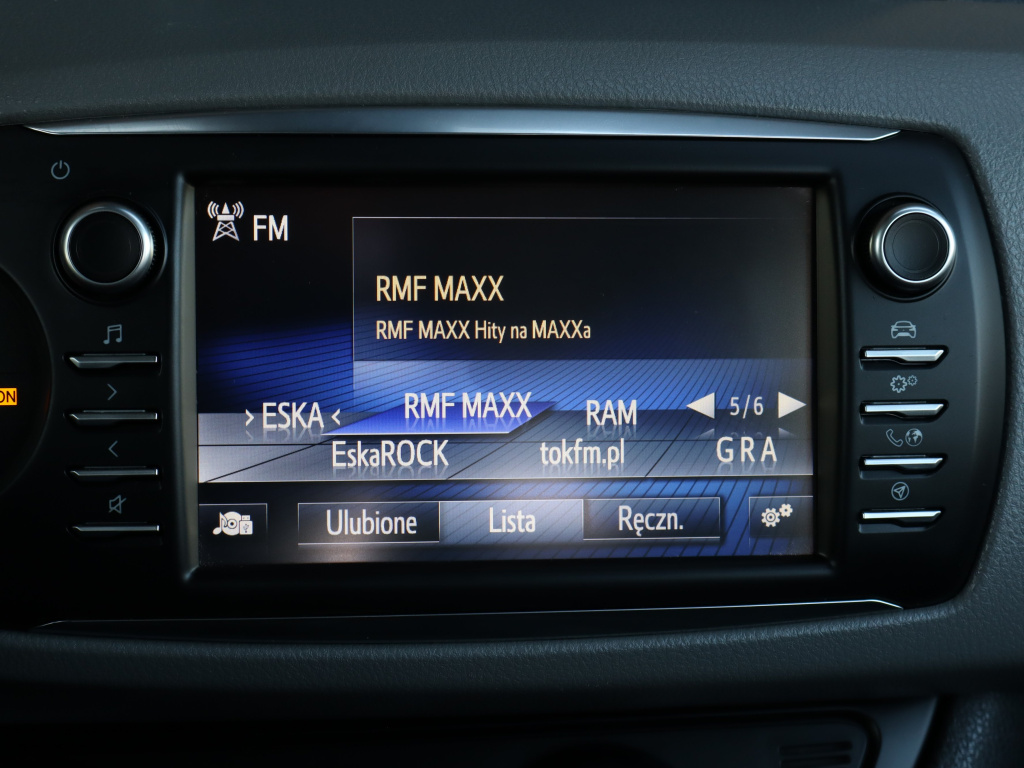 FM
RMF MAXX
RMF MAXX Hity na MAXXa
ON
> ESKA < RMF MAXX RAM 5/6
EskaROCK tokfm.pl G R A
Ulubione Lista Ręczn.